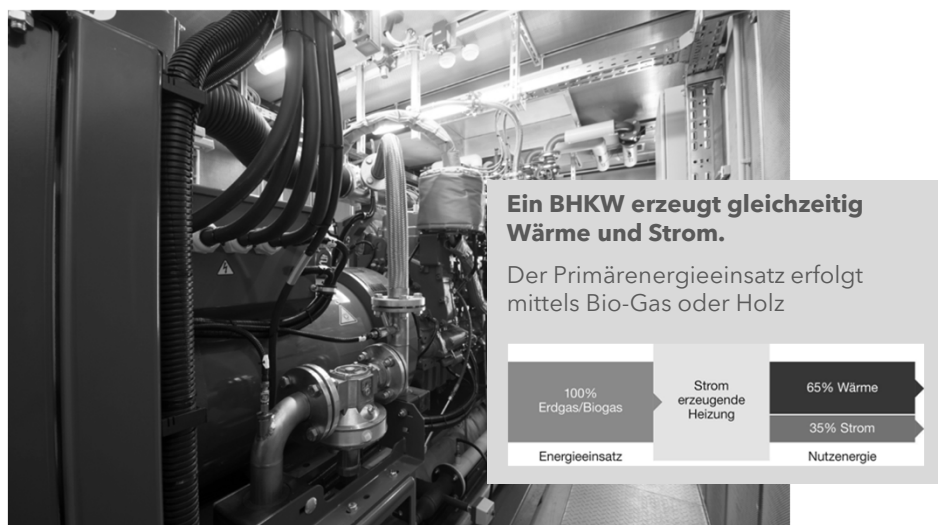 Ein BHKW erzeugt gleichzeitig
Wärme und Strom.
Der Primärenergieeinsatz erfolgt
mittels Bio-Gas oder Holz
100%
Erdgas/Biogas
Energieeinsatz
Strom
erzeugende
Heizung
65% Wärme
35% Strom
Nutzenergie